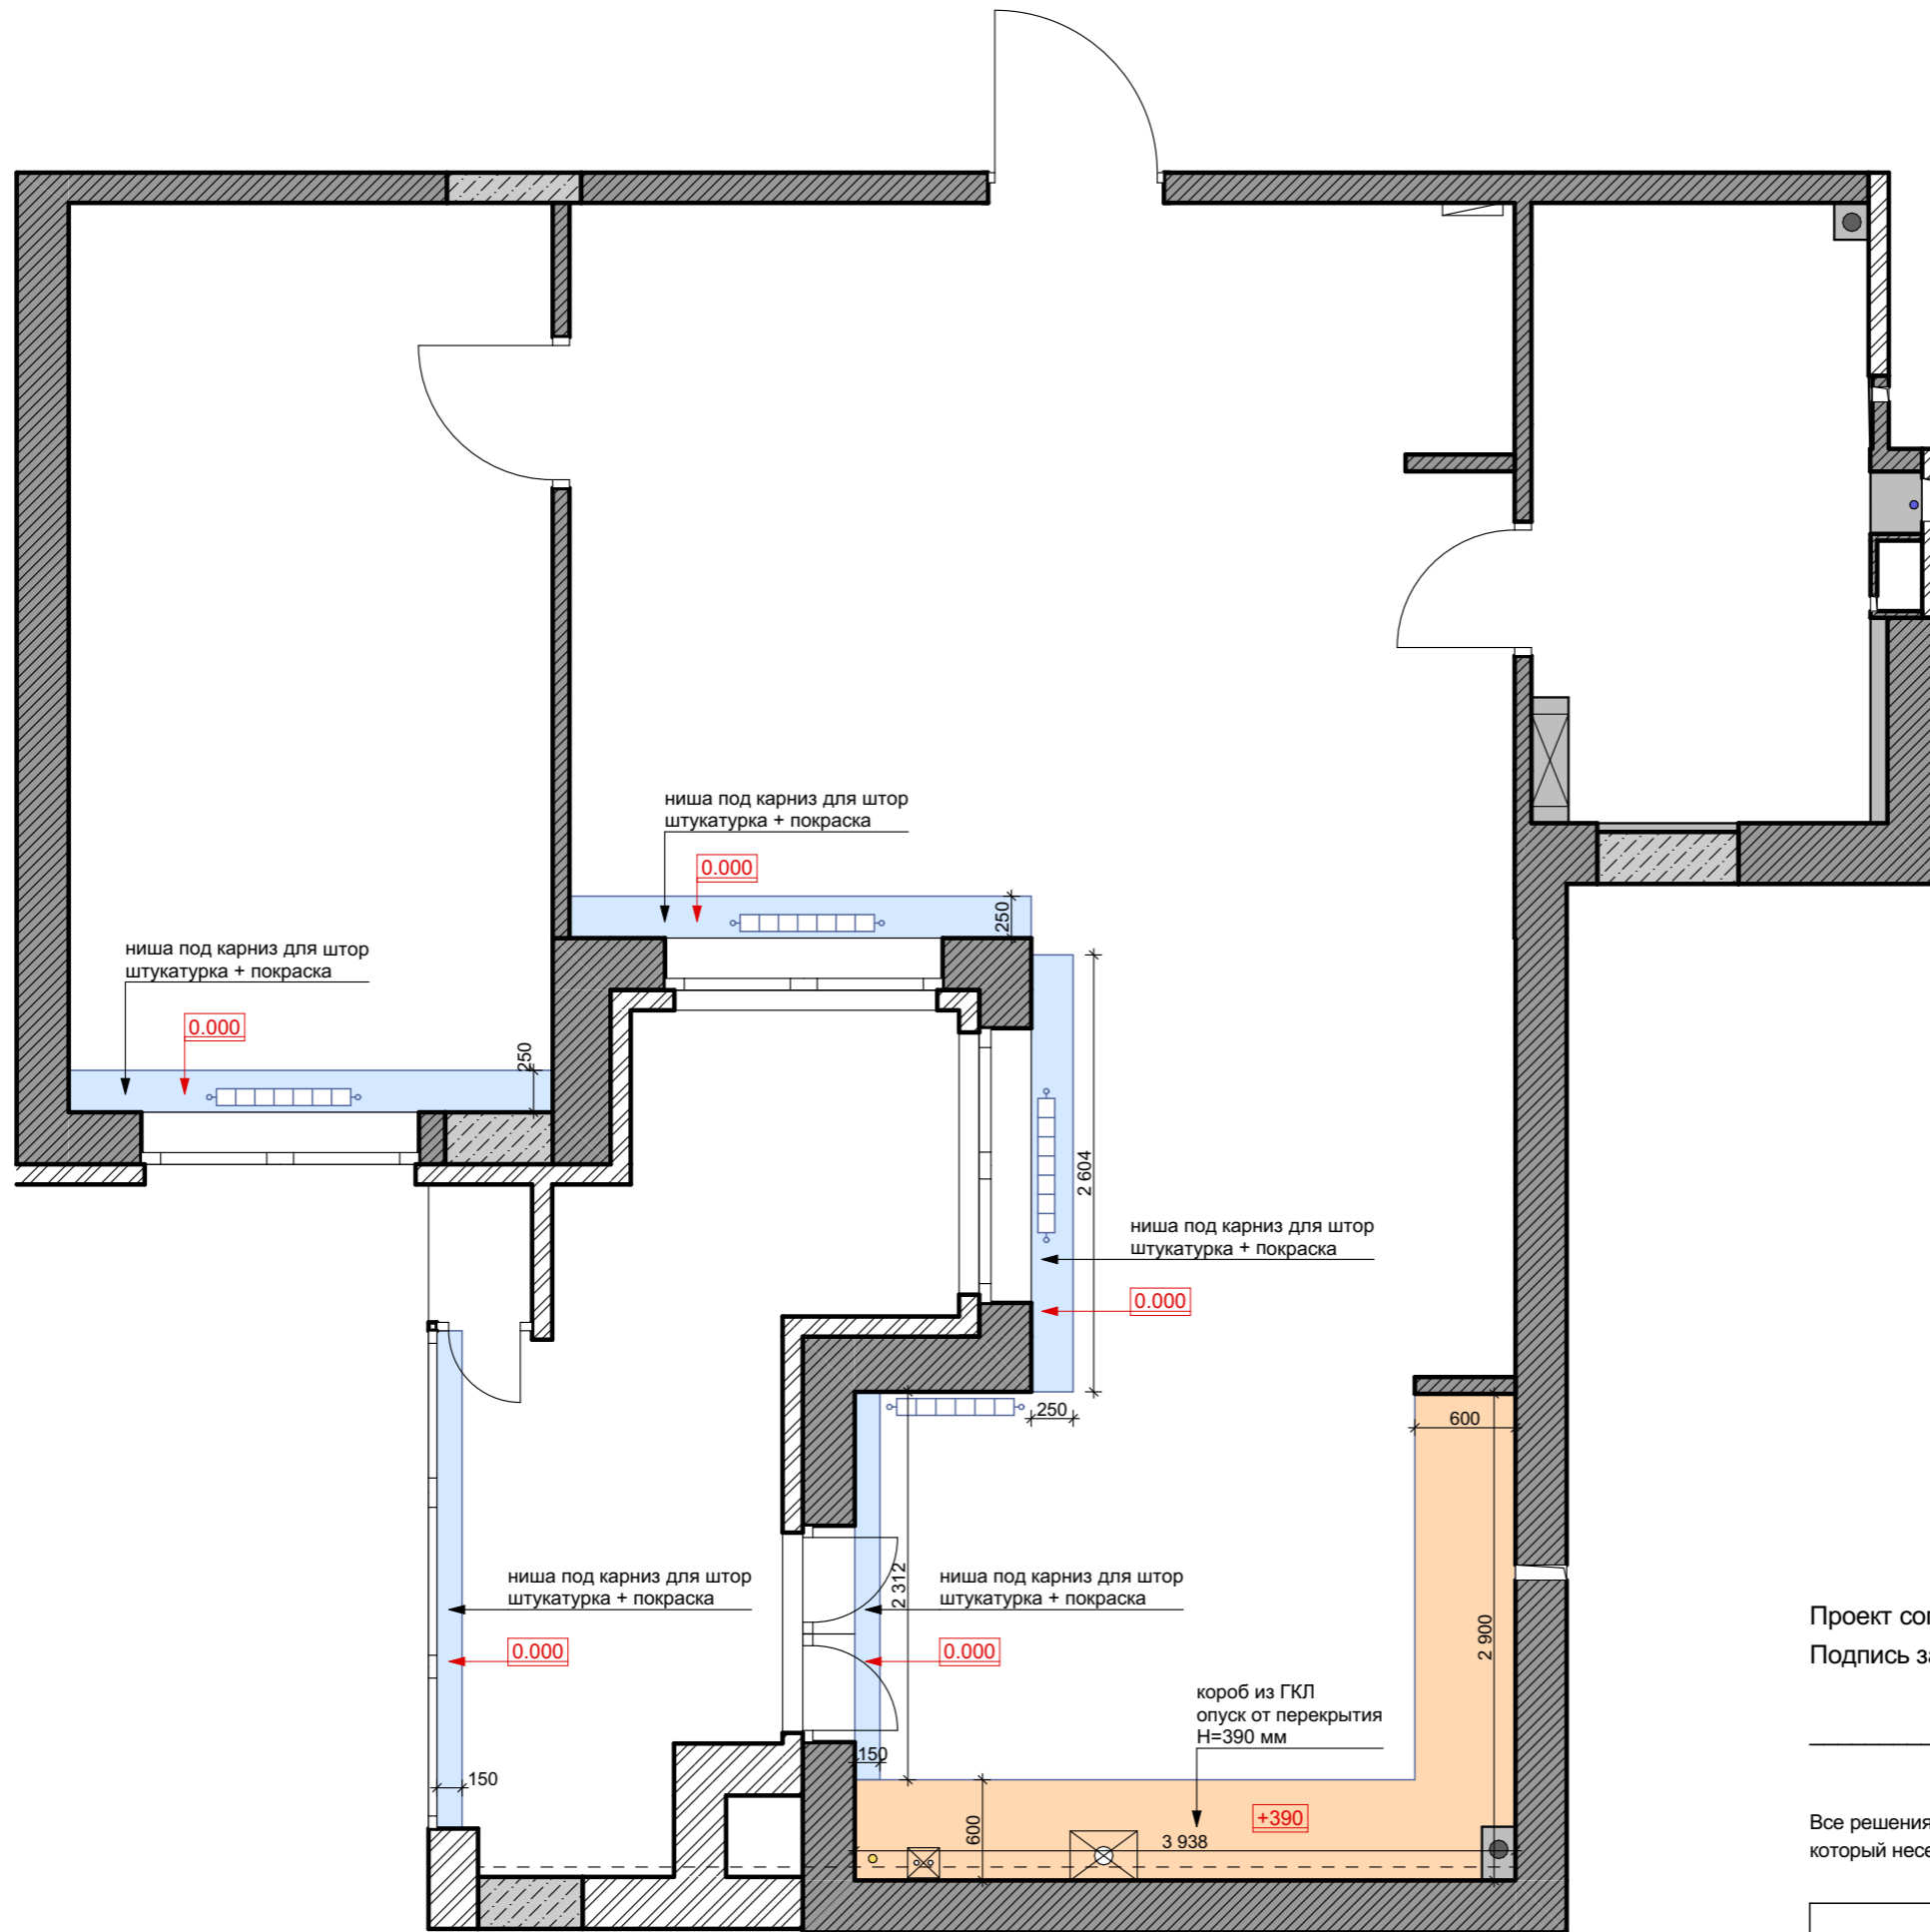 ниша под карниз для штор
штукатурка + покраска
0.000
250
ниша под карниз для штор
штукатурка + покраска
0.000
250
2 604
ниша под карниз для штор
штукатурка + покраска
0.000
250
600
ниша под карниз для штор
штукатурка + покраска
0.000
150
2 312
ниша под карниз для штор
штукатурка + покраска
0.000
150
2 900
короб из ГКЛ
опуск от перекрытия
Н=390 мм
+390
600
3 938
Проект
Подпись
Все решения
который